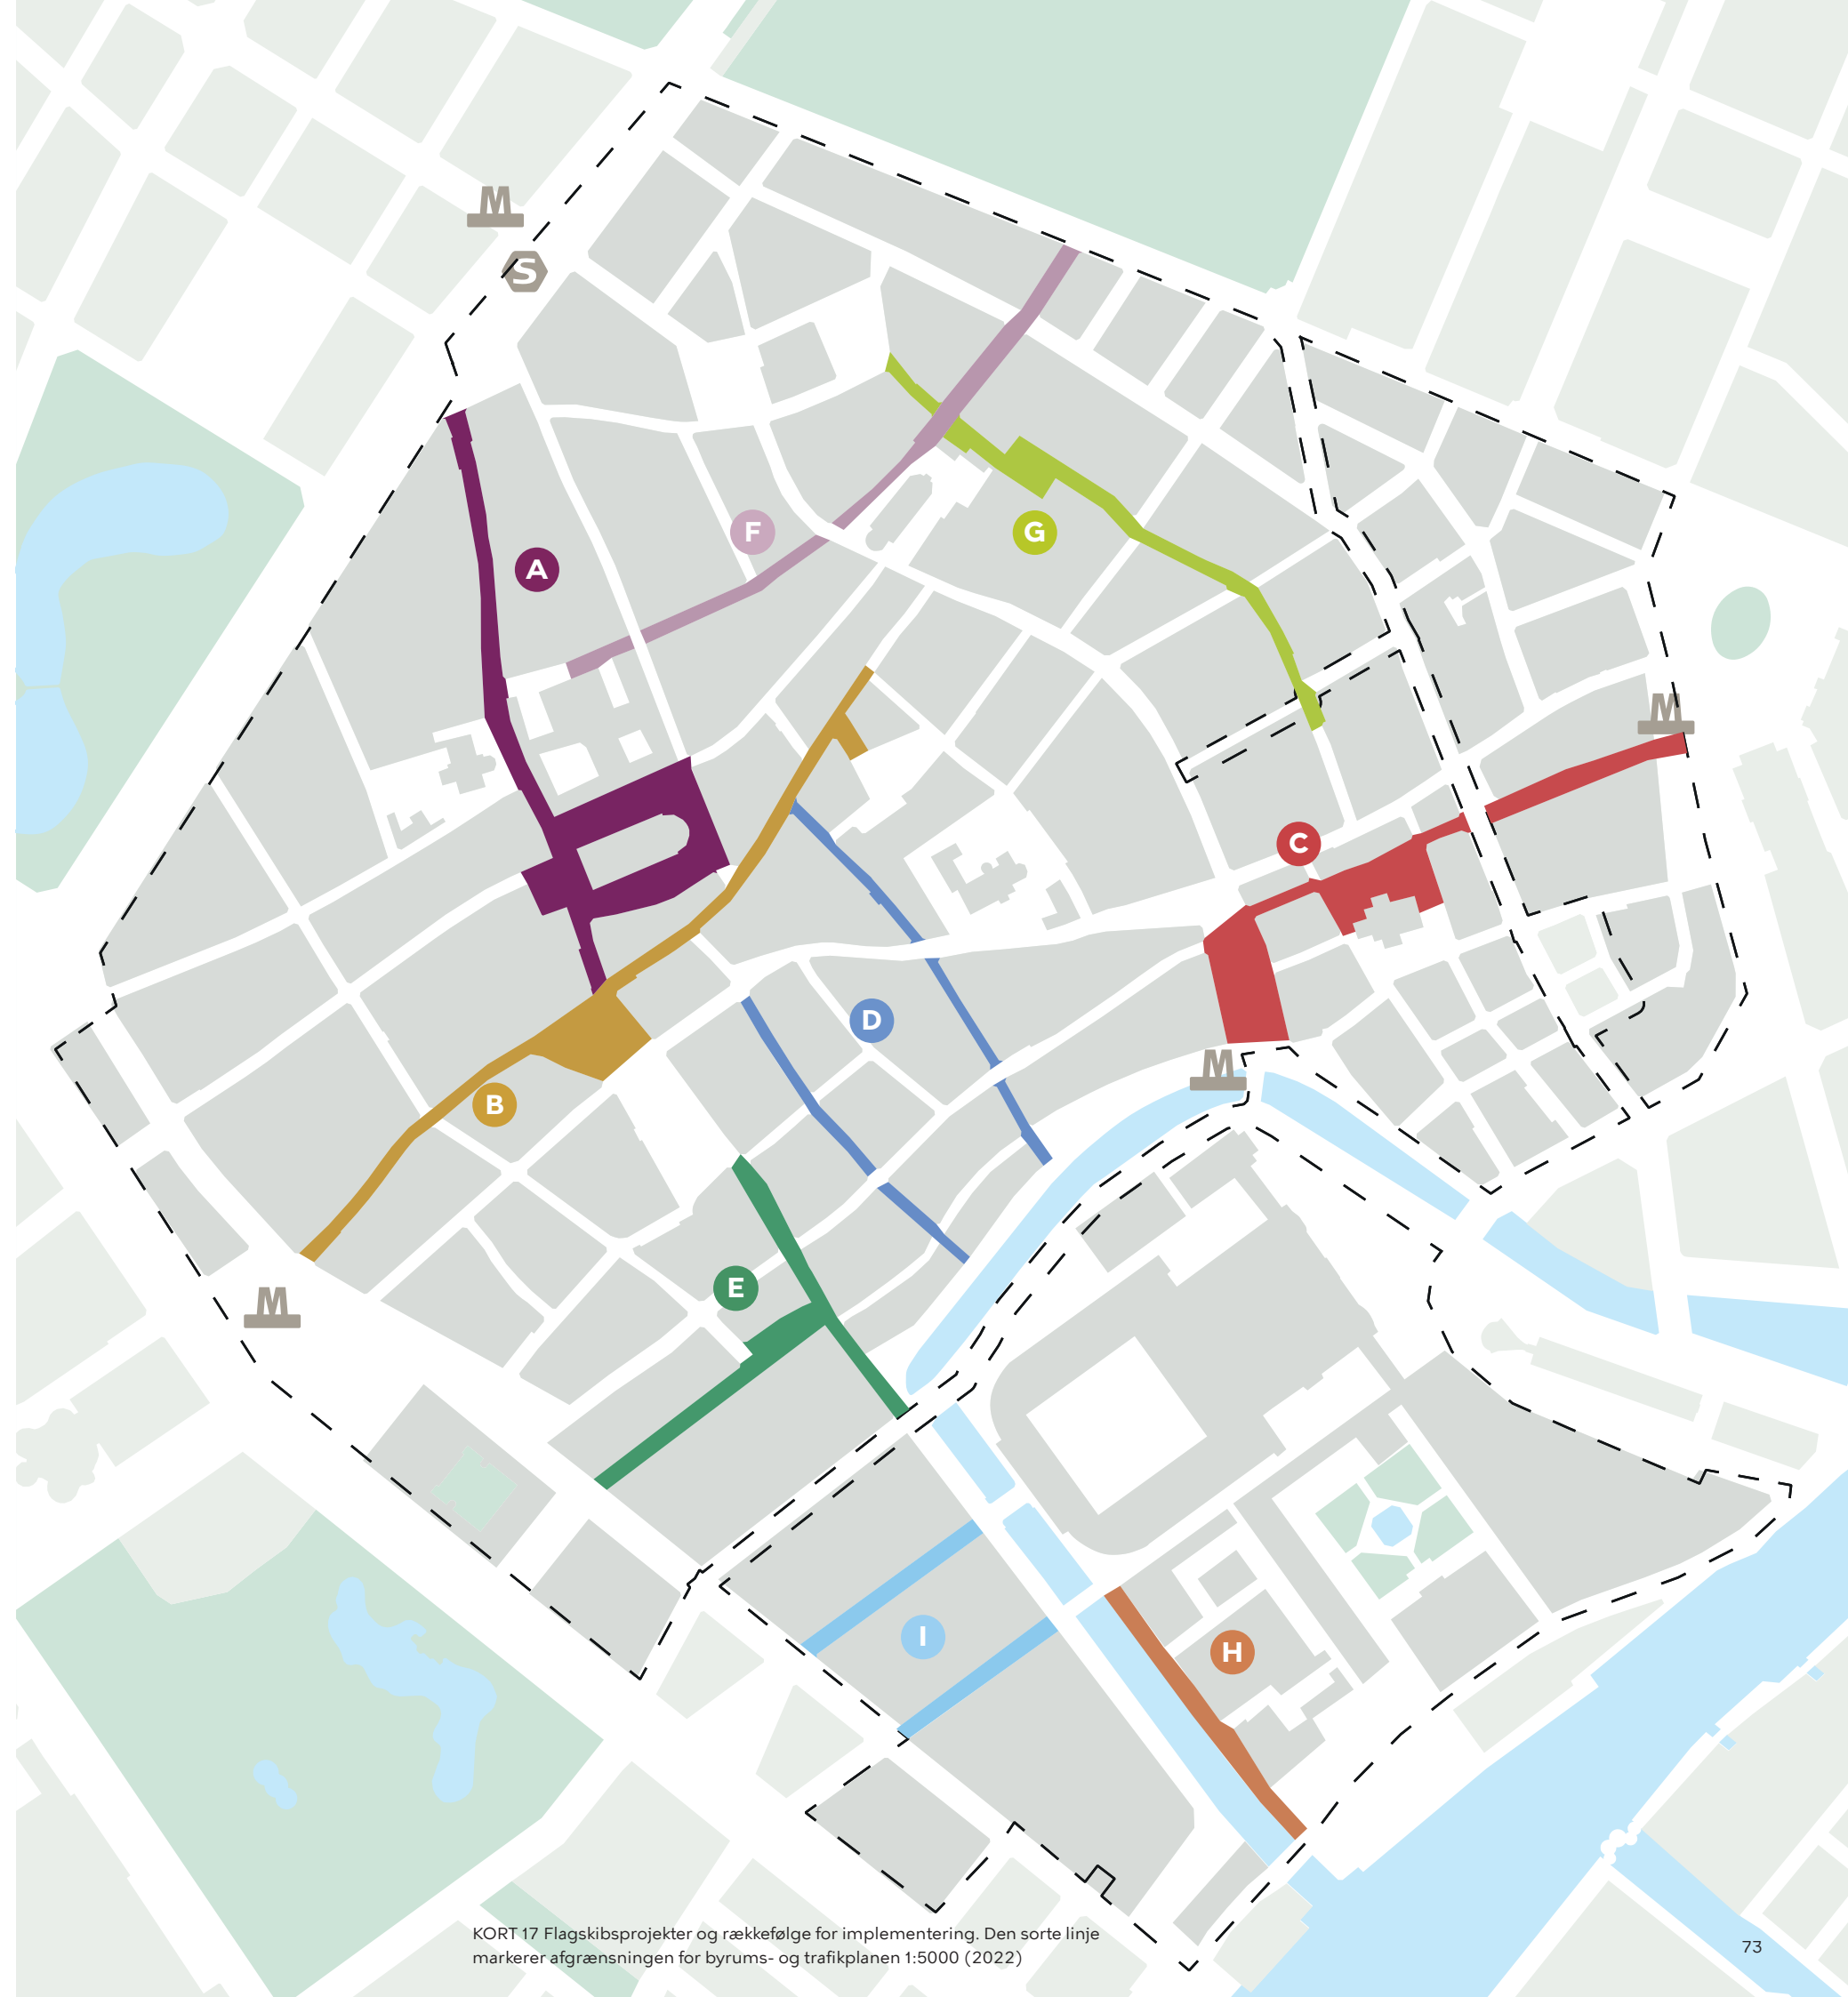 M
S
F
G
A
M
C
D
M
B
E
M
I
H
KORT 17 Flagskibsprojekter og rækkefølge for implementering. Den sorte linje
markerer afgrænsningen for byrums- og trafikplanen 1:5000 (2022)
73